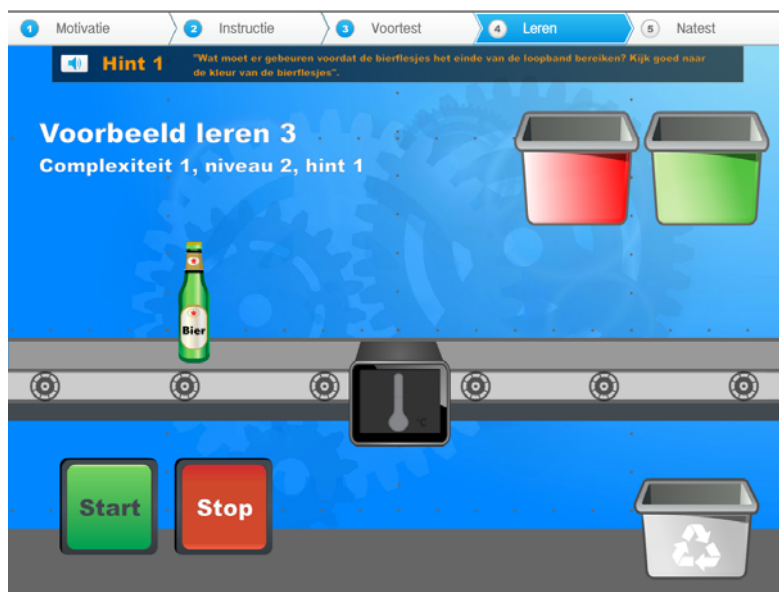 1 Motivatie
2 Instructie
3 Voortest
4 Leren
5 Natest
Hint 1
"Wat moet er gebeuren voordat de bierflesjes het einde van de loopband bereiken? Kijk goed naar
de kleur van de bierflesjes".
Voorbeeld leren 3
Complexiteit 1, niveau 2, hint 1
Bier
°C
Start
Stop